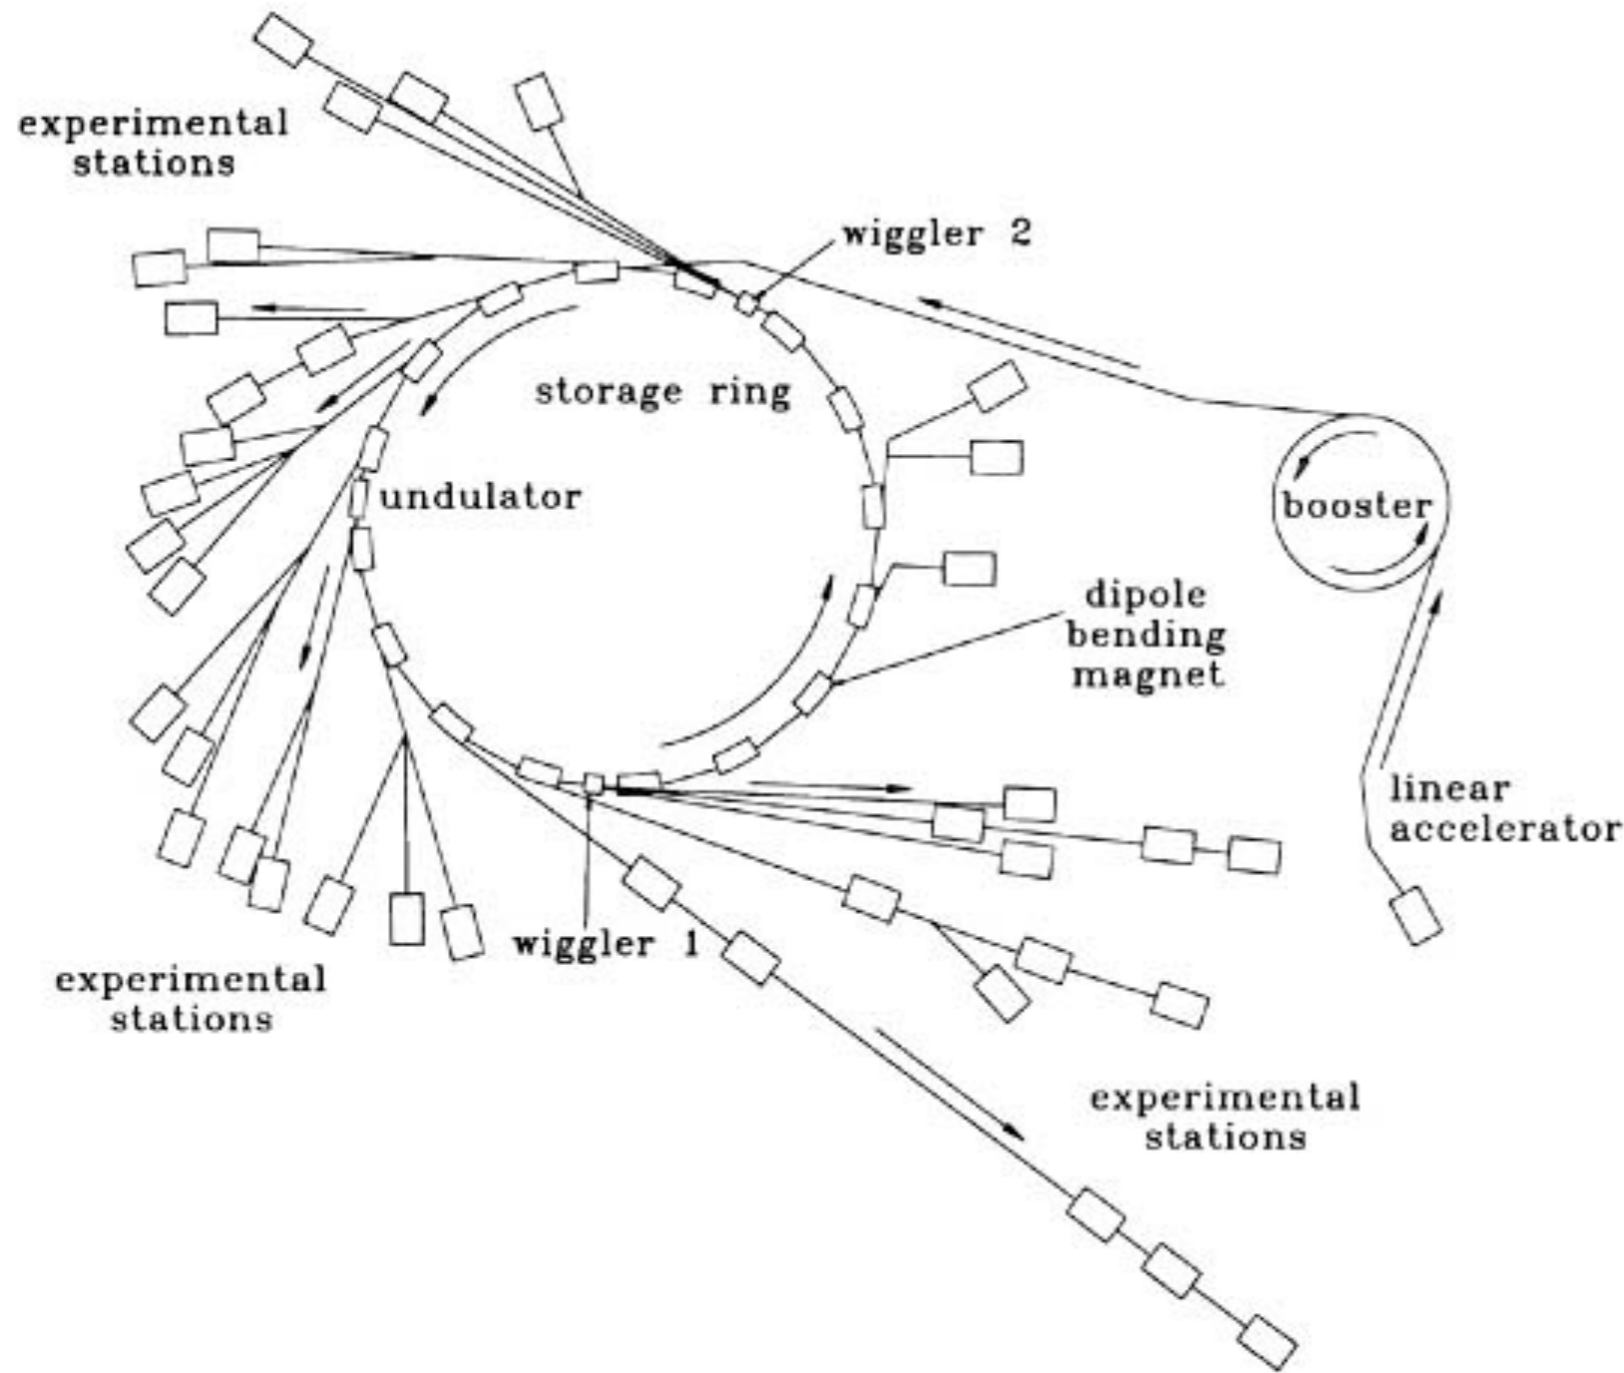 experimental
stations
wiggler 2
storage ring
undulator
booster
dipole
bending
magnet
linear
accelerator
wiggler 1
experimental
stations
experimental
stations